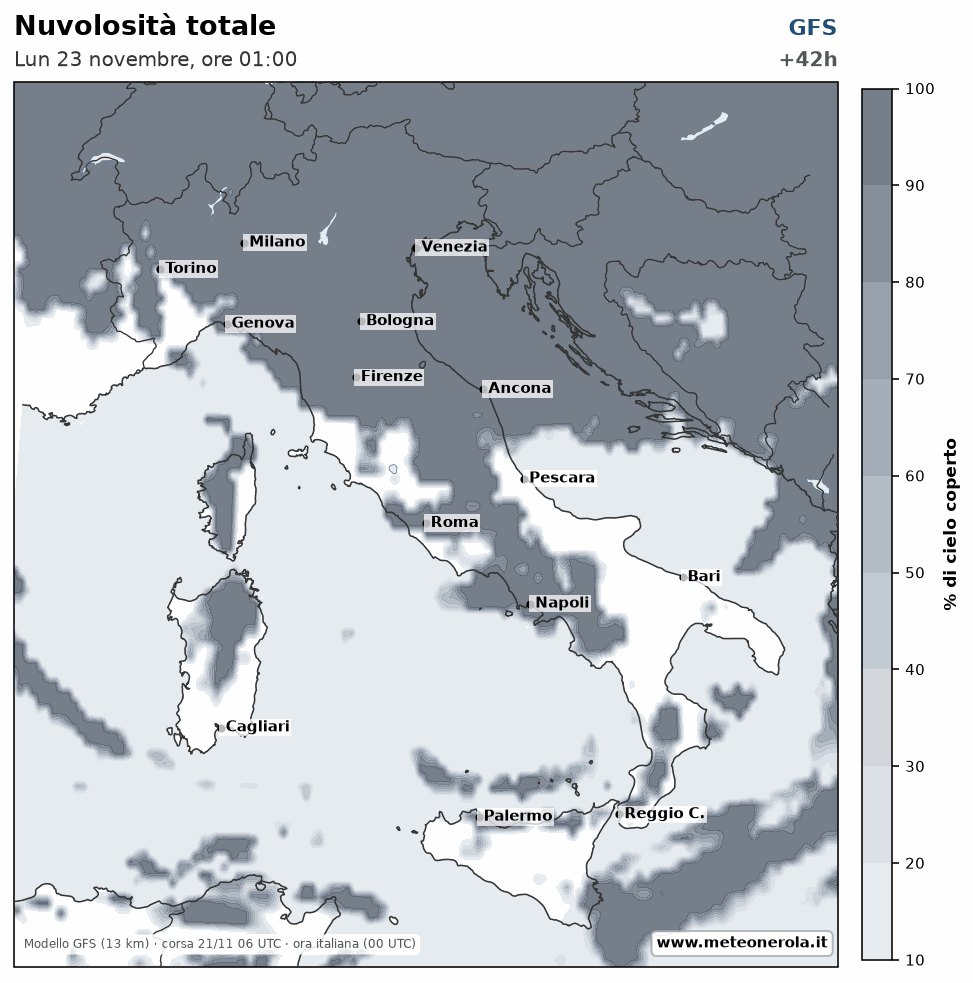 Nuvolosità totale
GFS
Lun 23 novembre, ore 01:00
+42h
Milano
Venezia
Torino
Genova
Bologna
Firenze
Ancona
Pescara
Roma
Bari
Napoli
Cagliari
Palermo
Reggio C.
100
90
80
70
60
50
40
30
20
10
% di cielo coperto
Modello GFS (13 km) · corsa 21/11 06 UTC · ora italiana (00 UTC)
www.meteonerola.it